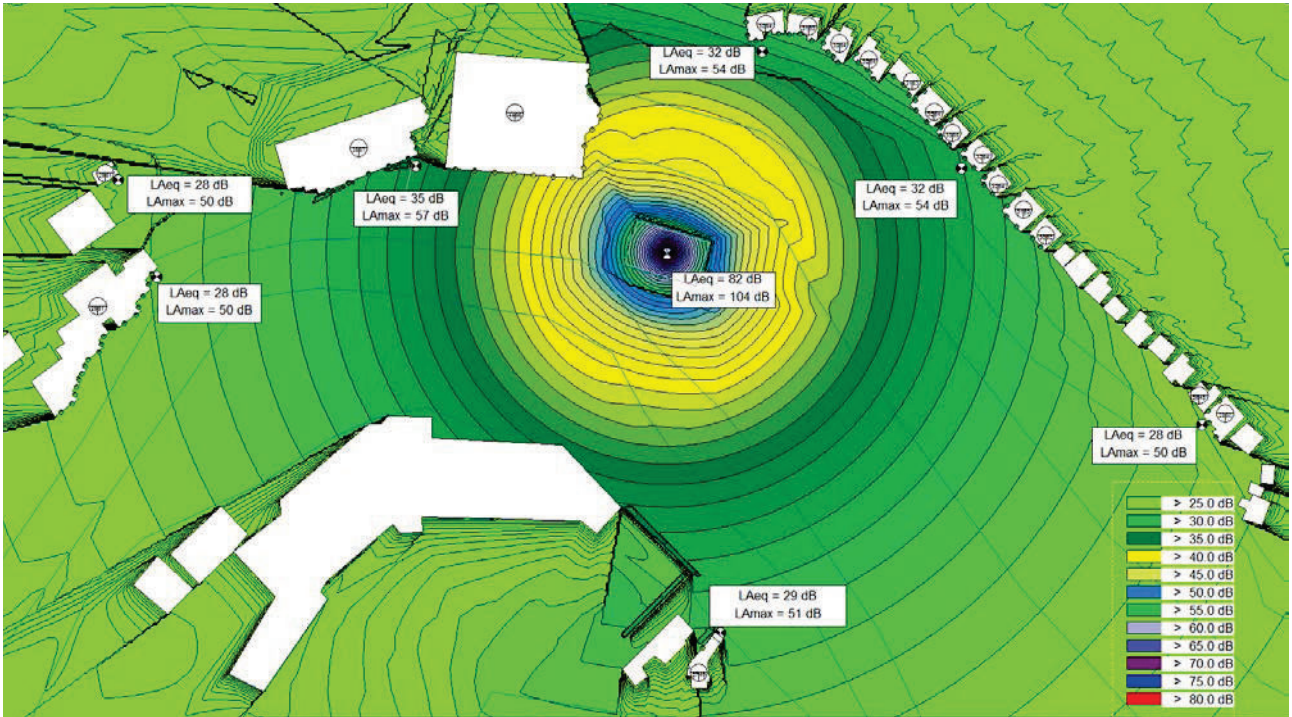 LAeq = 32 dB
LAmax = 54 dB
LAeq = 28 dB
LAmax = 50 dB
LAeq = 35 dB
LAmax = 57 dB
LAeq = 32 dB
LAmax = 54 dB
LAeq = 82 dB
LAmax = 104 dB
LAeq = 28 dB
LAmax = 50 dB
LAeq = 28 dB
LAmax = 50 dB
LAeq = 29 dB
LAmax = 51 dB
> 25.0 dB
> 30.0 dB
> 35.0 dB
> 40.0 dB
> 45.0 dB
> 50.0 dB
> 55.0 dB
> 60.0 dB
> 65.0 dB
> 70.0 dB
> 75.0 dB
> 80.0 dB